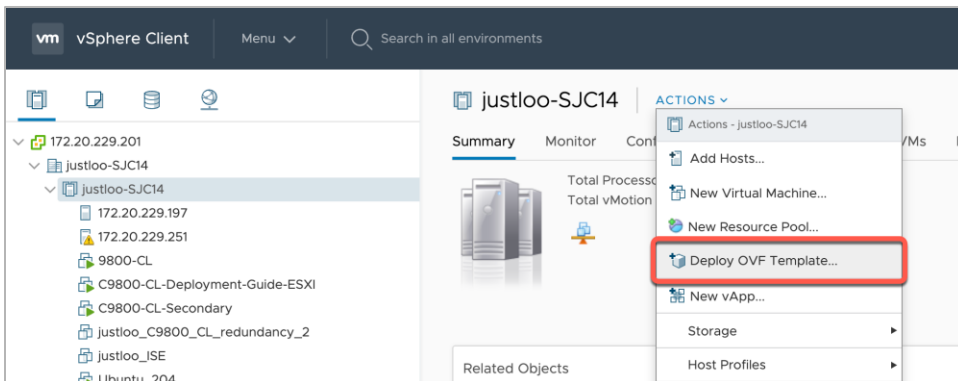 vm vSphere Client Menu Search in all environments
justloo-SJC14 ACTIONS
Actions - justloo-SJC14
Summary Monitor Conf /Ms
Add Hosts...
New Virtual Machine...
New Resource Pool...
Deploy OVF Template...
New vApp...
Storage
Host Profiles
172.20.229.201
justloo-SJC14
justloo-SJC14
172.20.229.197
172.20.229.251
9800-CL
C9800-CL-Deployment-Guide-ESXI
C9800-CL-Secondary
justloo_C9800_CL_redundancy_2
justloo_ISE
Ubuntu_204
Total Processo
Total vMotion
Related Objects